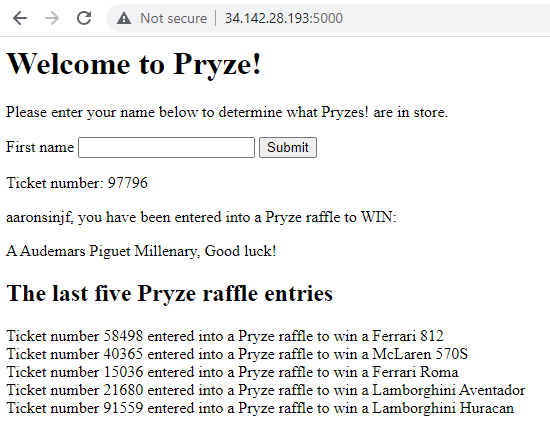 Not secure | 34.142.28.193:5000
Welcome to Pryze!
Please enter your name below to determine what Pryzes! are in store.
First name Submit
Ticket number: 97796
aaronsinjf, you have been entered into a Pryze raffle to WIN:
A Audemars Piguet Millenary, Good luck!
The last five Pryze raffle entries
Ticket number 58498 entered into a Pryze raffle to win a Ferrari 812
Ticket number 40365 entered into a Pryze raffle to win a McLaren 570S
Ticket number 15036 entered into a Pryze raffle to win a Ferrari Roma
Ticket number 21680 entered into a Pryze raffle to win a Lamborghini Aventador
Ticket number 91559 entered into a Pryze raffle to win a Lamborghini Huracan